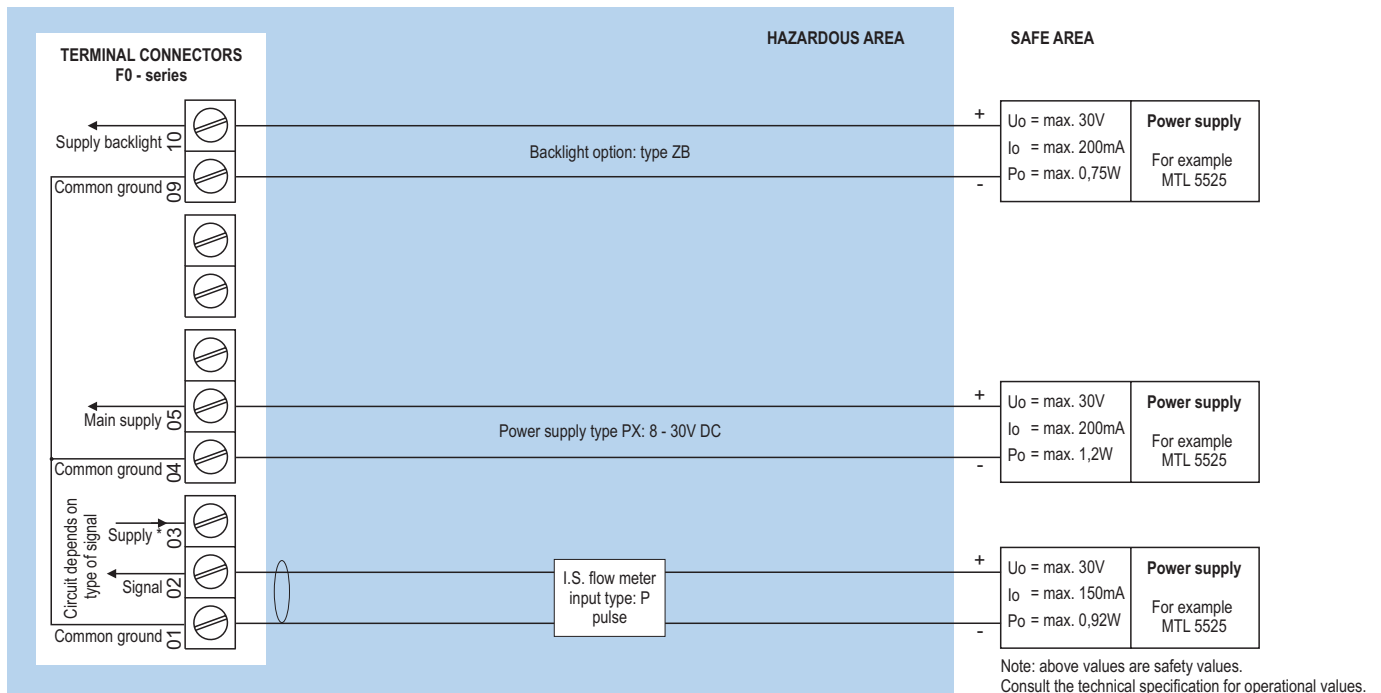 HAZARDOUS AREA
SAFE AREA
TERMINAL CONNECTORS
F0 - series
Supply backlight
10
Common ground
09
Backlight option: type ZB
+
-
Uo = max. 30V
Io = max. 200mA
Po = max. 0,75W
Power supply
For example
MTL 5525
Main supply
05
Common ground
04
Power supply type PX: 8 - 30V DC
+
-
Uo = max. 30V
Io = max. 200mA
Po = max. 1,2W
Power supply
For example
MTL 5525
Circuit depends on
type of signal
Supply *
03
Signal
02
Common ground
01
I.S. flow meter
input type: P
pulse
+
-
Uo = max. 30V
Io = max. 150mA
Po = max. 0,92W
Power supply
For example
MTL 5525
Note: above values are safety values.
Consult the technical specification for operational values.